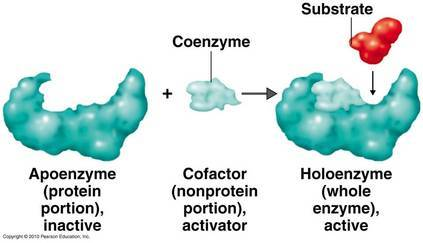 Substrate
Coenzyme
+
Apoenzyme
(protein
portion),
inactive
Cofactor
(nonprotein
portion),
activator
Holoenzyme
(whole
enzyme),
active
Copyright © 2010 Pearson Education, Inc.